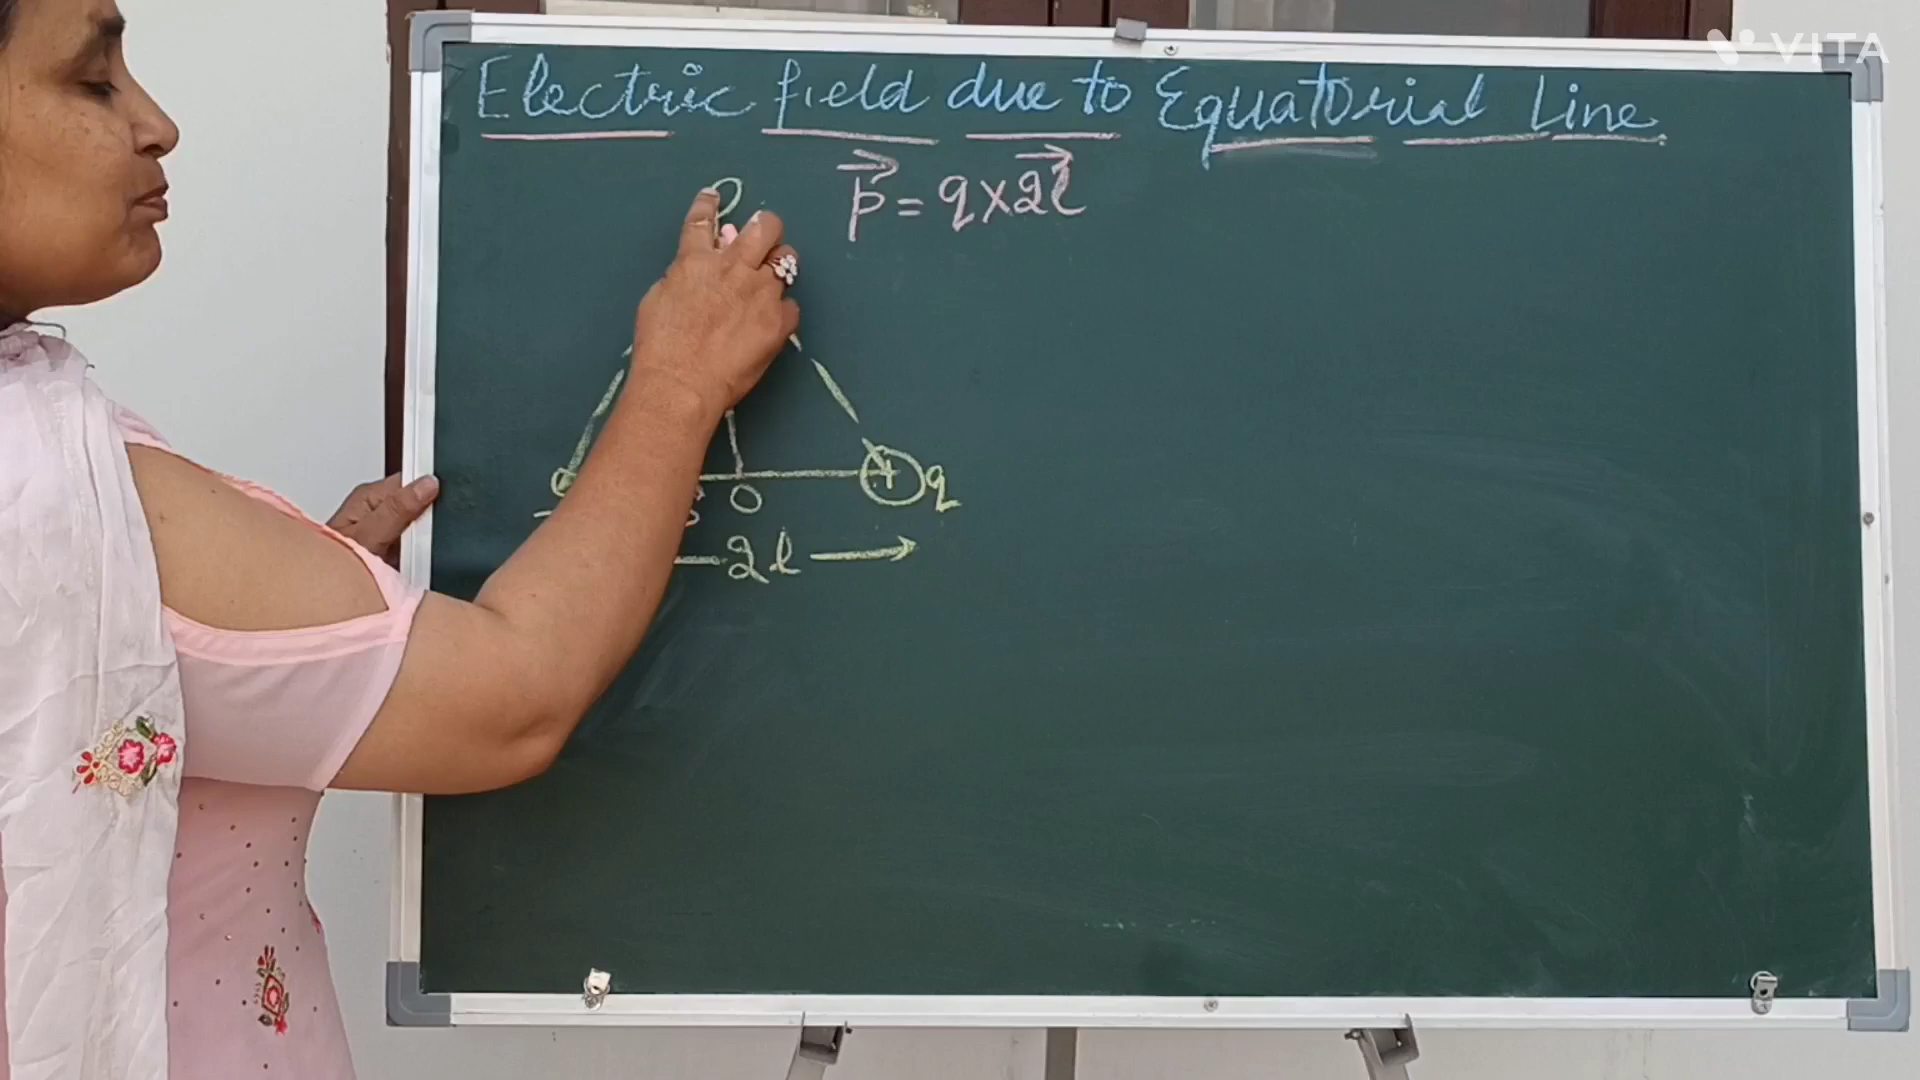 VITA
Electric field due to Equatorial Line
P
p⃗ = q×2l⃗
+ q
O
2l